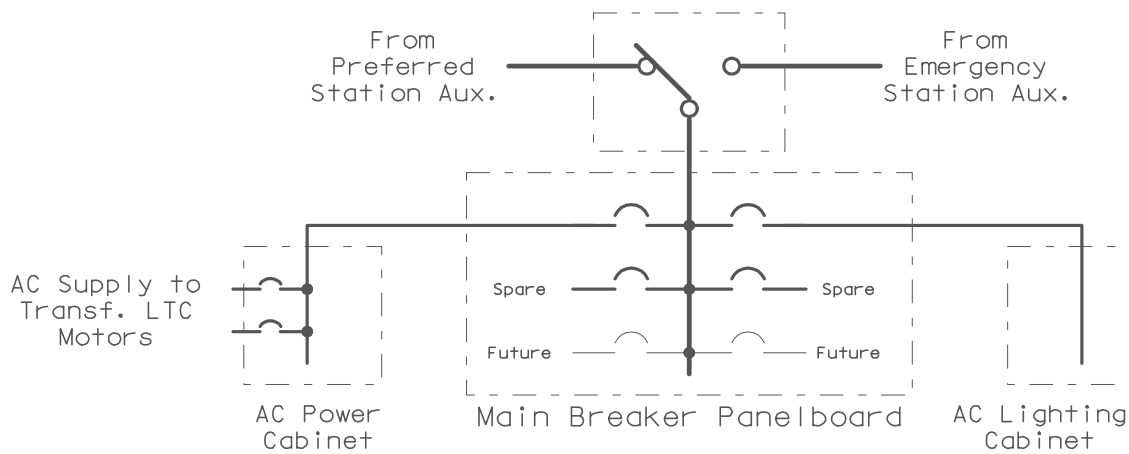 From
Preferred
Station Aux.
From
Emergency
Station Aux.
AC Supply to
Transf. LTC
Motors
Spare
Spare
Future
Future
AC Power
Cabinet
Main Breaker Panelboard
AC Lighting
Cabinet